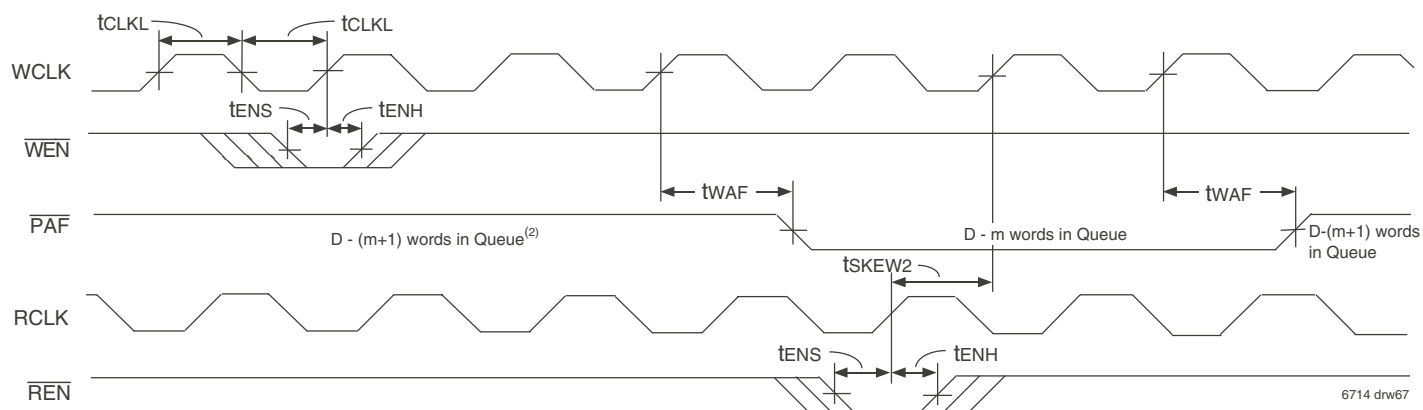 tCLKL tCLKL
WCLK
tENS tENH
WEN
tWAF tWAF
PAF
D - (m+1) words in Queue(2)
D - m words in Queue
D-(m+1) words
in Queue
tSKEW2
RCLK
tENS tENH
REN
6714 drw67